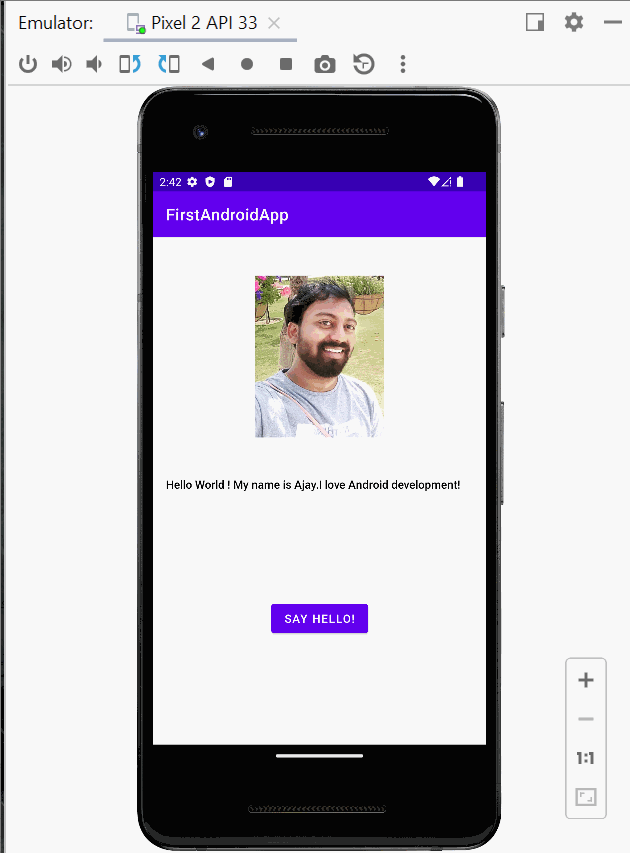 Emulator: Pixel 2 API 33
2:42
FirstAndroidApp
Hello World ! My name is Ajay.I love Android development!
SAY HELLO!
1:1